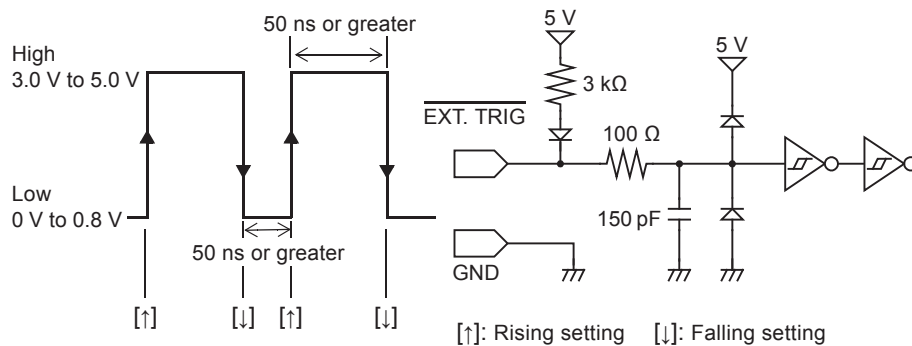 50 ns or greater
High
3.0 V to 5.0 V
Low
0 V to 0.8 V
50 ns or greater
[↑]
[↓]
[↑]
[↓]
5 V
3 kΩ
EXT. TRIG
100 Ω
5 V
150 pF
GND
[↑]: Rising setting [↓]: Falling setting